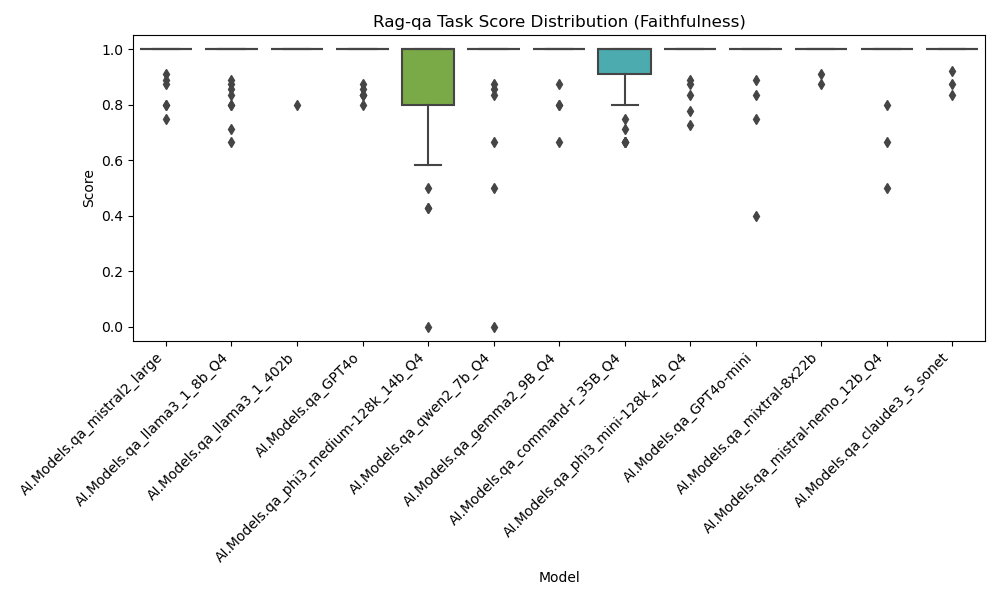 Rag-qa Task Score Distribution (Faithfulness)
1.0
0.8
0.6
0.4
0.2
0.0
Score
AI.Models.qa_mistral2_large
AI.Models.qa_llama3_1_8b_Q4
AI.Models.qa_llama3_1_402b
AI.Models.qa_GPT4o
AI.Models.qa_phi3_medium-128k_14b_Q4
AI.Models.qa_qwen2_7b_Q4
AI.Models.qa_gemma2_9B_Q4
AI.Models.qa_command-r_35B_Q4
AI.Models.qa_phi3_mini-128k_4b_Q4
AI.Models.qa_GPT4o-mini
AI.Models.qa_mixtral-8x22b
AI.Models.qa_mistral-nemo_12b_Q4
AI.Models.qa_claude3_5_sonet
Model